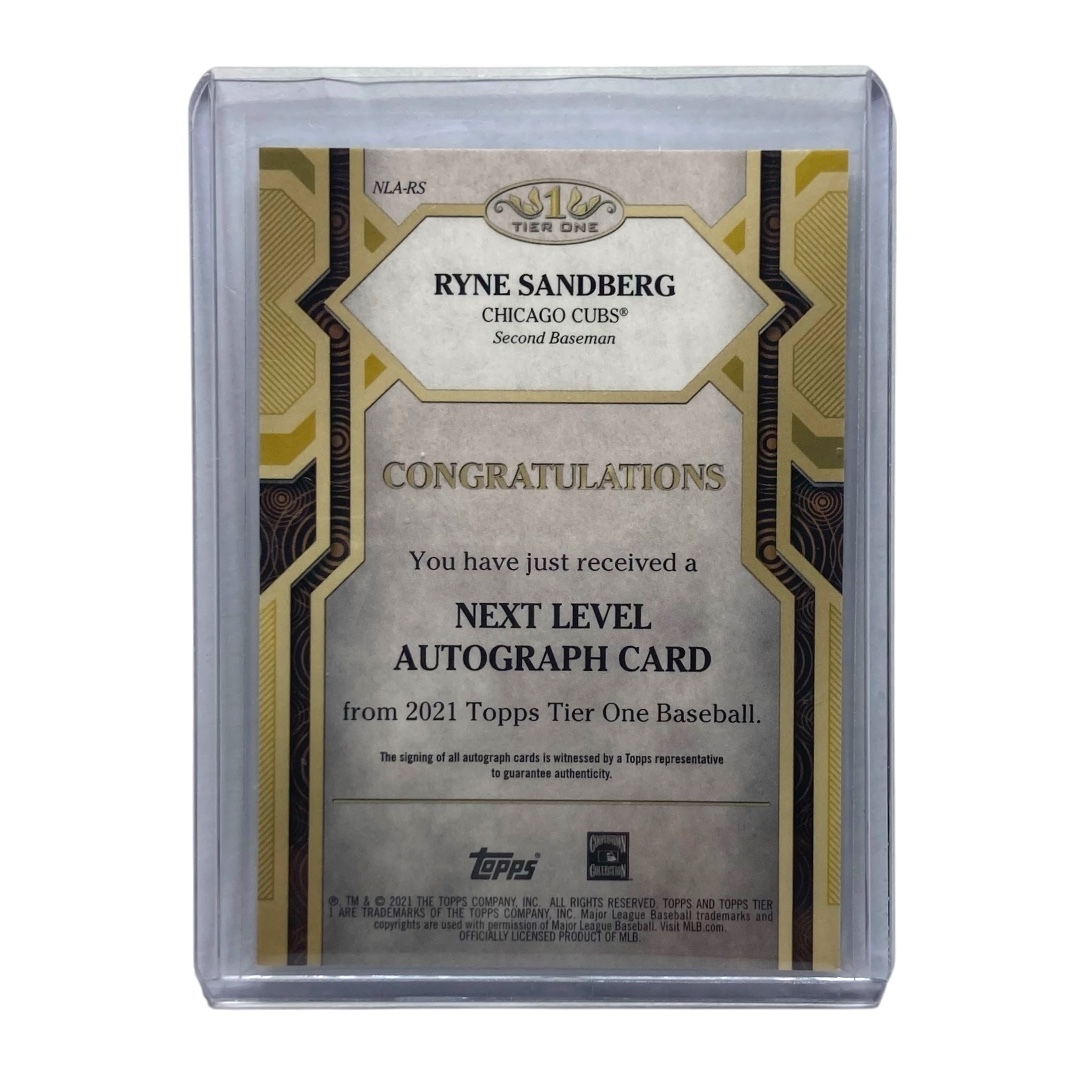 NLA-RS
1
TIER ONE
RYNE SANDBERG
CHICAGO CUBS®
Second Baseman
CONGRATULATIONS
You have just received a
NEXT LEVEL
AUTOGRAPH CARD
from 2021 Topps Tier One Baseball.
The signing of all autograph cards is witnessed by a Topps representative
to guarantee authenticity.
topps®
COOPERSTOWN
COLLECTION
®, TM & © 2021 THE TOPPS COMPANY, INC. ALL RIGHTS RESERVED. TOPPS AND TOPPS TIER
1 ARE TRADEMARKS OF THE TOPPS COMPANY, INC. Major League Baseball trademarks and
copyrights are used with permission of Major League Baseball. Visit MLB.com.
OFFICIALLY LICENSED PRODUCT OF MLB.